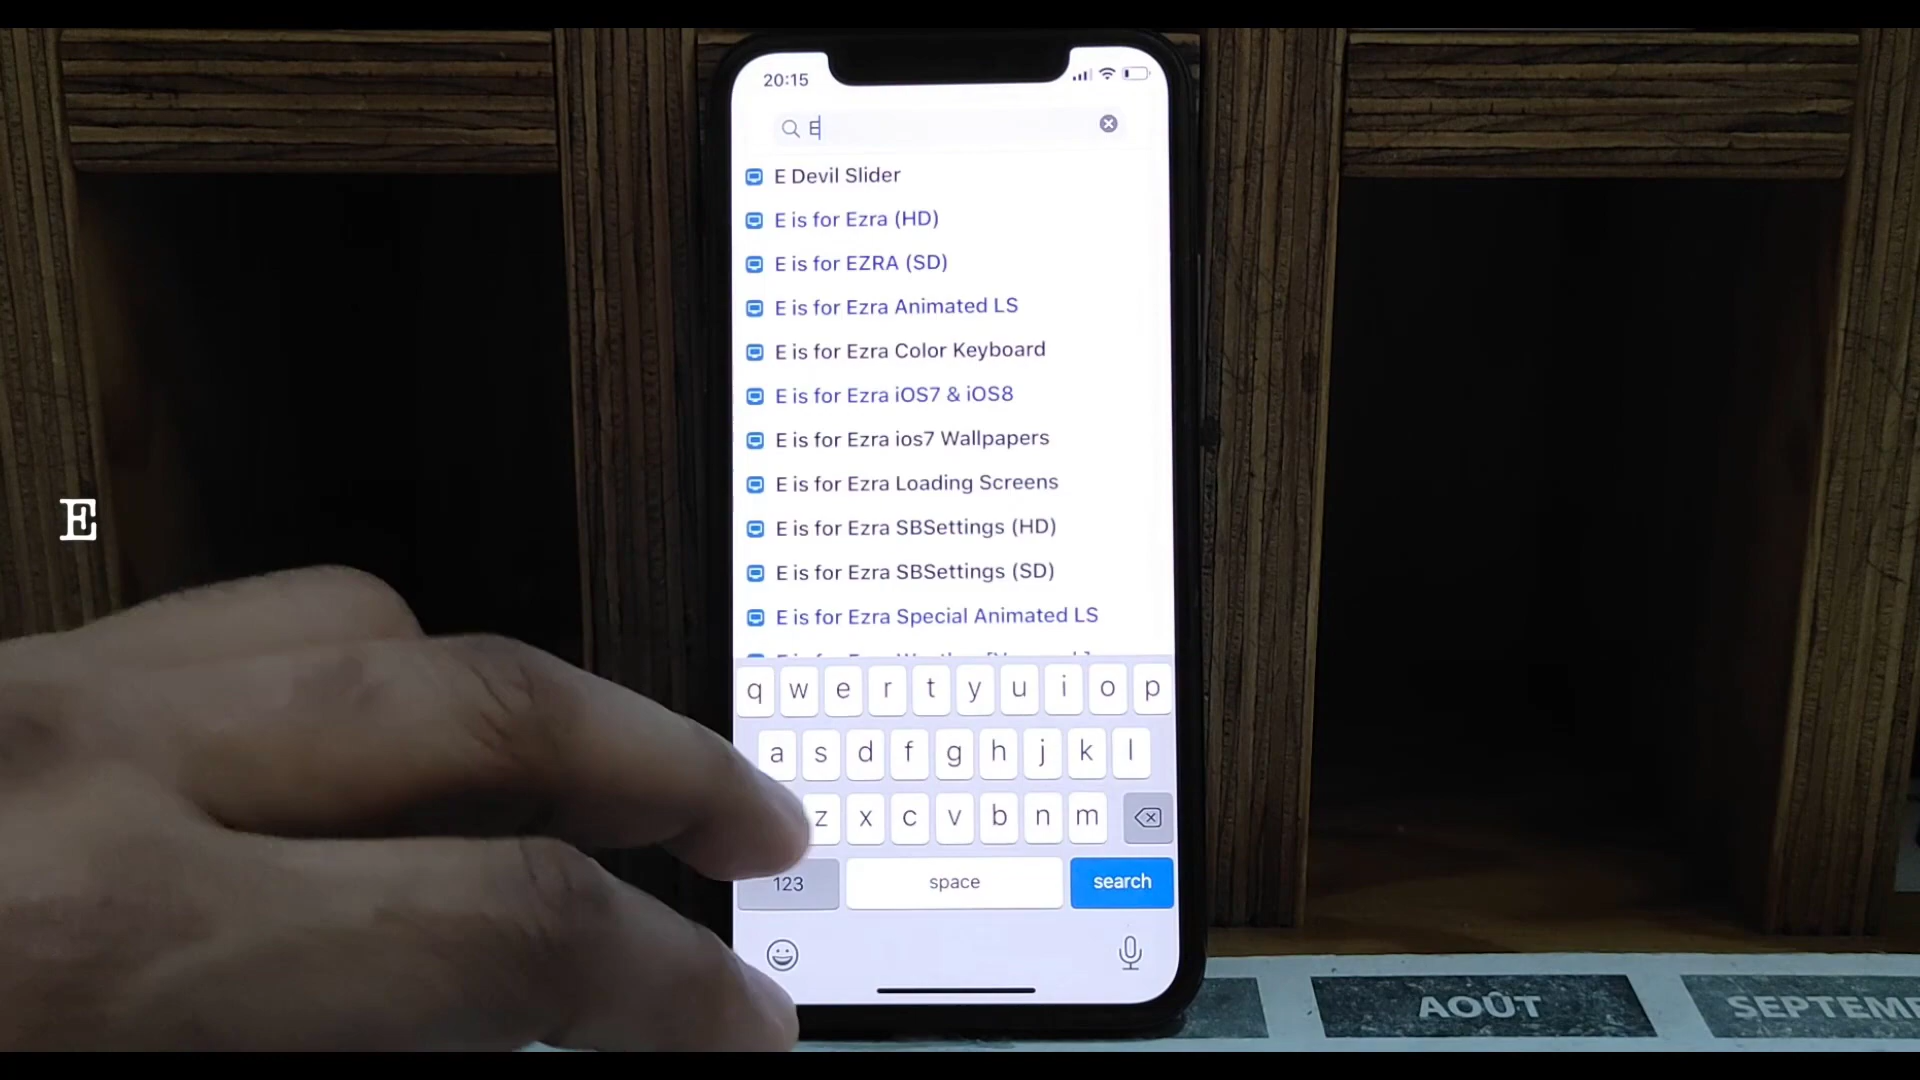 20:15
E
E Devil Slider
E is for Ezra (HD)
E is for EZRA (SD)
E is for Ezra Animated LS
E is for Ezra Color Keyboard
E is for Ezra iOS7 & iOS8
E is for Ezra ios7 Wallpapers
E is for Ezra Loading Screens
E is for Ezra SBSettings (HD)
E is for Ezra SBSettings (SD)
E is for Ezra Special Animated LS
E
q w e r t y u i o p
a s d f g h j k l
z x c v b n m
123 space search
AOÛT SEPTEM